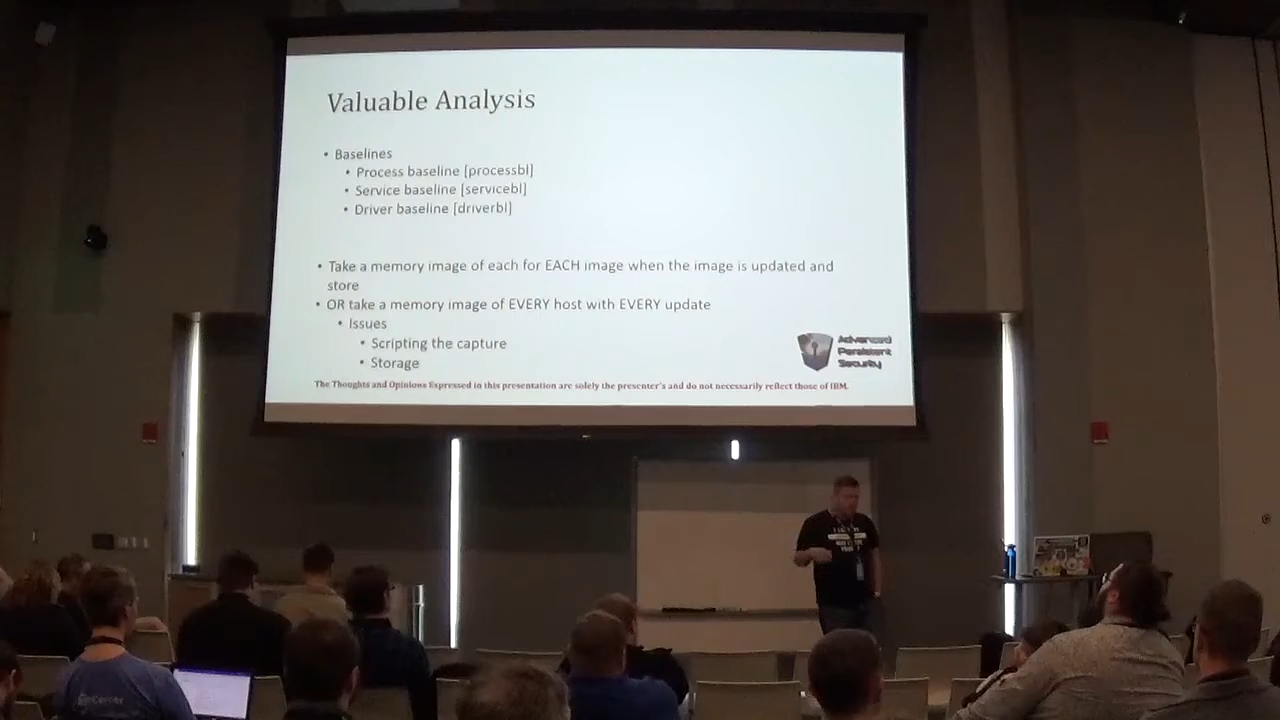 Valuable Analysis
• Baselines
• Process baseline [processbl]
• Service baseline [servicebl]
• Driver baseline [driverbl]
• Take a memory image of each for EACH image when the image is updated and
store
• OR take a memory image of EVERY host with EVERY update
• Issues
• Scripting the capture
• Storage
Advanced
Persistent
Security
The Thoughts and Opinions Expressed in this presentation are solely the presenter's and do not necessarily reflect those of IBM.
Cerner